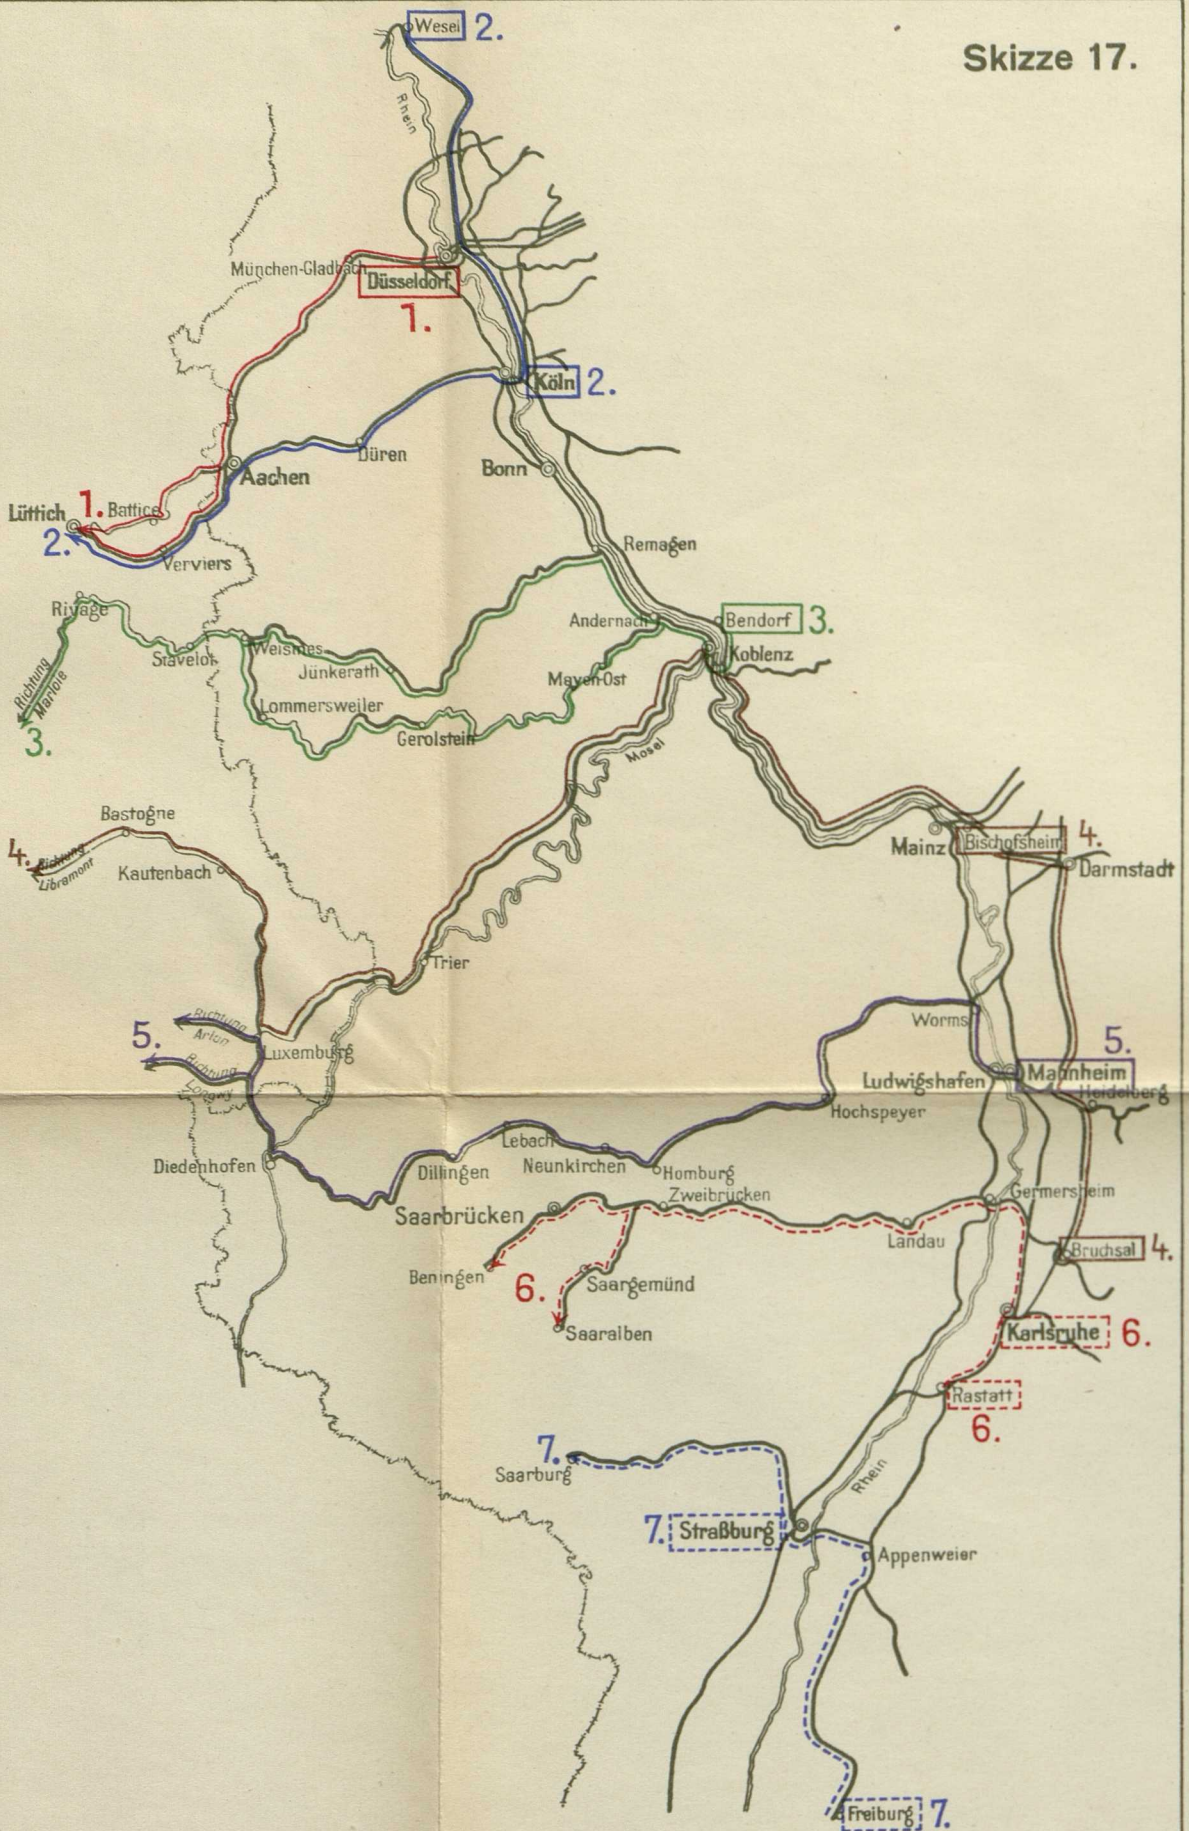 Skizze 17.
Wesel 2.
Rhein
München-Gladbach
Düsseldorf
1.
Köln 2.
Düren
Aachen
Bonn
Lüttich
1. Battice
2.
Verviers
Remagen
Rivage
Andernach
Bendorf 3.
Stavelot
Weismes
Jünkerath
Koblenz
Mayen-Ost
Richtung
Marloie
3.
Lommersweiler
Gerolstein
Mosel
Bastogne
4. Richtung
Libramont
Kautenbach
Mainz
Bischofsheim 4.
Darmstadt
Trier
Richtung
Arlon
5.
Luxemburg
Richtung
Longwy
Worms
5.
Ludwigshafen
Mannheim
Heidelberg
Hochspeyer
Diedenhofen
Dillingen
Lebach
Neunkirchen
Homburg
Zweibrücken
Germersheim
Saarbrücken
Landau
Bruchsal 4.
Beningen
6.
Saargemünd
Saaralben
Karlsruhe 6.
Rastatt
6.
7.
Saarburg
Rhein
7. Straßburg
Appenweier
Freiburg 7.